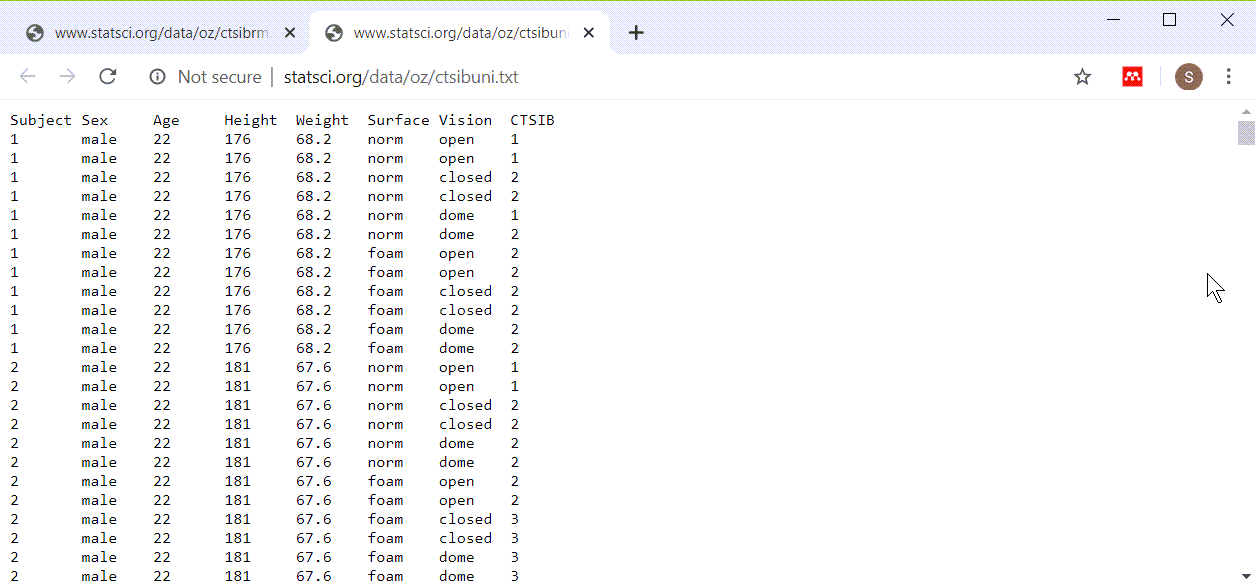 www.statsci.org/data/oz/ctsibrm
www.statsci.org/data/oz/ctsibuni
Not secure | statsci.org/data/oz/ctsibuni.txt
S
Subject Sex Age Height Weight Surface Vision CTSIB
1 male 22 176 68.2 norm open 1
1 male 22 176 68.2 norm open 1
1 male 22 176 68.2 norm closed 2
1 male 22 176 68.2 norm closed 2
1 male 22 176 68.2 norm dome 1
1 male 22 176 68.2 norm dome 2
1 male 22 176 68.2 foam open 2
1 male 22 176 68.2 foam open 2
1 male 22 176 68.2 foam closed 2
1 male 22 176 68.2 foam closed 2
1 male 22 176 68.2 foam dome 2
1 male 22 176 68.2 foam dome 2
2 male 22 181 67.6 norm open 1
2 male 22 181 67.6 norm open 1
2 male 22 181 67.6 norm closed 2
2 male 22 181 67.6 norm closed 2
2 male 22 181 67.6 norm dome 2
2 male 22 181 67.6 norm dome 2
2 male 22 181 67.6 foam open 2
2 male 22 181 67.6 foam open 2
2 male 22 181 67.6 foam closed 3
2 male 22 181 67.6 foam closed 3
2 male 22 181 67.6 foam dome 3
2 male 22 181 67.6 foam dome 3